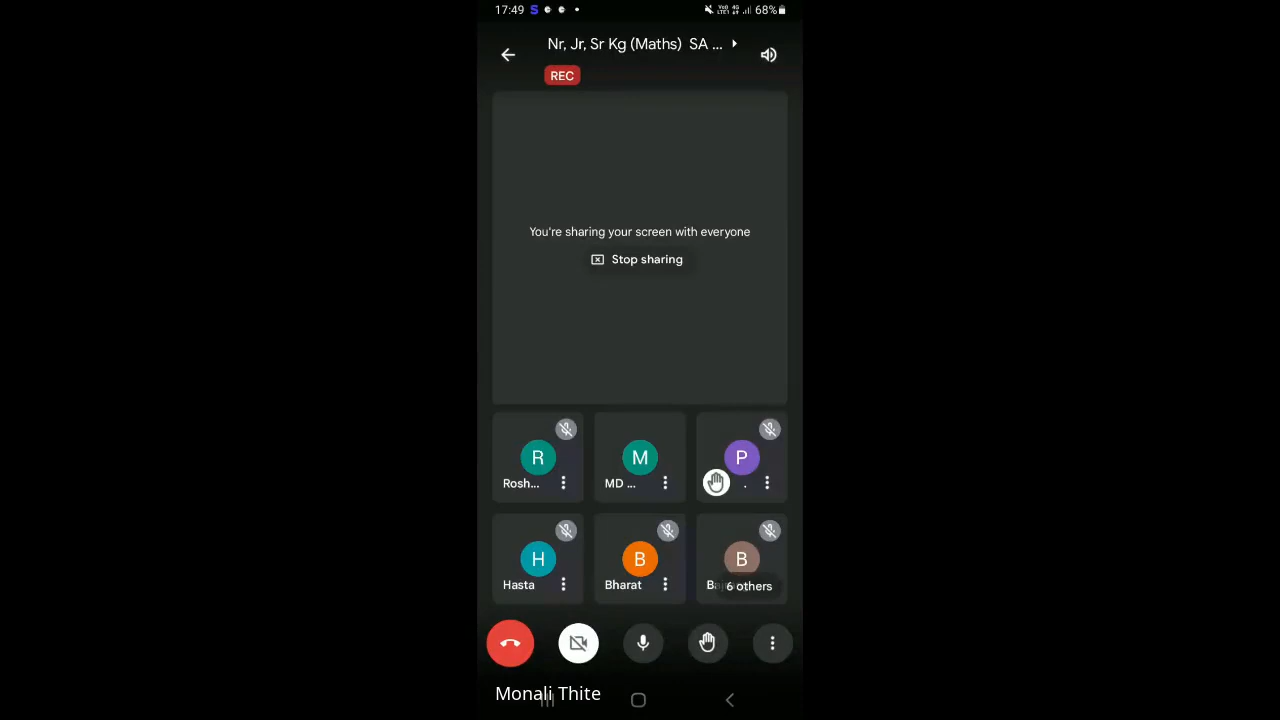 17:49 S 68%
Nr, Jr, Sr Kg (Maths) SA ...
REC
You're sharing your screen with everyone
Stop sharing
R M P
Rosh... MD ... .
H B B
Hasta Bharat 6 others
Monali Thite